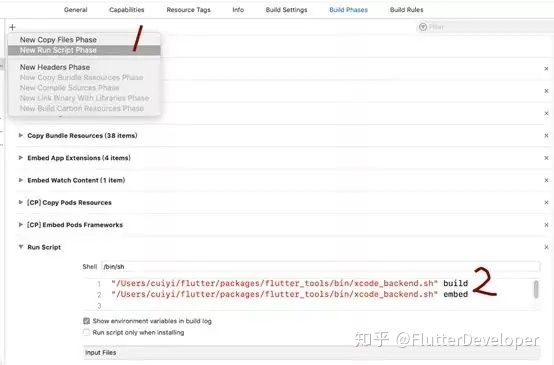 General Capabilities Resource Tags Info Build Settings Build Phases Build Rules
+
Filter
New Copy Files Phase
New Run Script Phase
1
New Headers Phase
New Copy Bundle Resources Phase
New Compile Sources Phase
New Link Binary With Libraries Phase
New Build Carbon Resources Phase
Copy Bundle Resources (38 items)
Embed App Extensions (4 items)
Embed Watch Content (1 item)
[CP] Copy Pods Resources
[CP] Embed Pods Frameworks
Run Script
Shell /bin/sh
1 "/Users/cuiyi/flutter/packages/flutter_tools/bin/xcode_backend.sh" build
2 "/Users/cuiyi/flutter/packages/flutter_tools/bin/xcode_backend.sh" embed
2
3
Show environment variables in build log
Run script only when installing
Input Files
知乎 @FlutterDeveloper